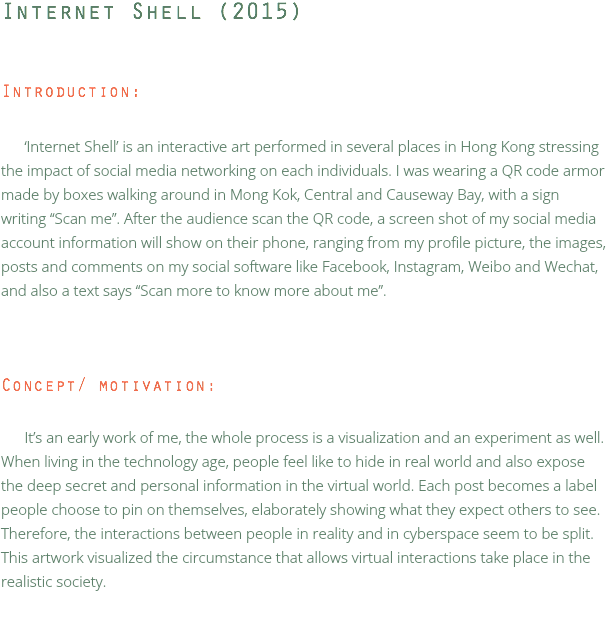 Internet Shell (2015)
Introduction:
‘Internet Shell’ is an interactive art performed in several places in Hong Kong stressing
the impact of social media networking on each individuals. I was wearing a QR code armor
made by boxes walking around in Mong Kok, Central and Causeway Bay, with a sign
writing “Scan me”. After the audience scan the QR code, a screen shot of my social media
account information will show on their phone, ranging from my profile picture, the images,
posts and comments on my social software like Facebook, Instagram, Weibo and Wechat,
and also a text says “Scan more to know more about me”.
Concept/ motivation:
It’s an early work of me, the whole process is a visualization and an experiment as well.
When living in the technology age, people feel like to hide in real world and also expose
the deep secret and personal information in the virtual world. Each post becomes a label
people choose to pin on themselves, elaborately showing what they expect others to see.
Therefore, the interactions between people in reality and in cyberspace seem to be split.
This artwork visualized the circumstance that allows virtual interactions take place in the
realistic society.